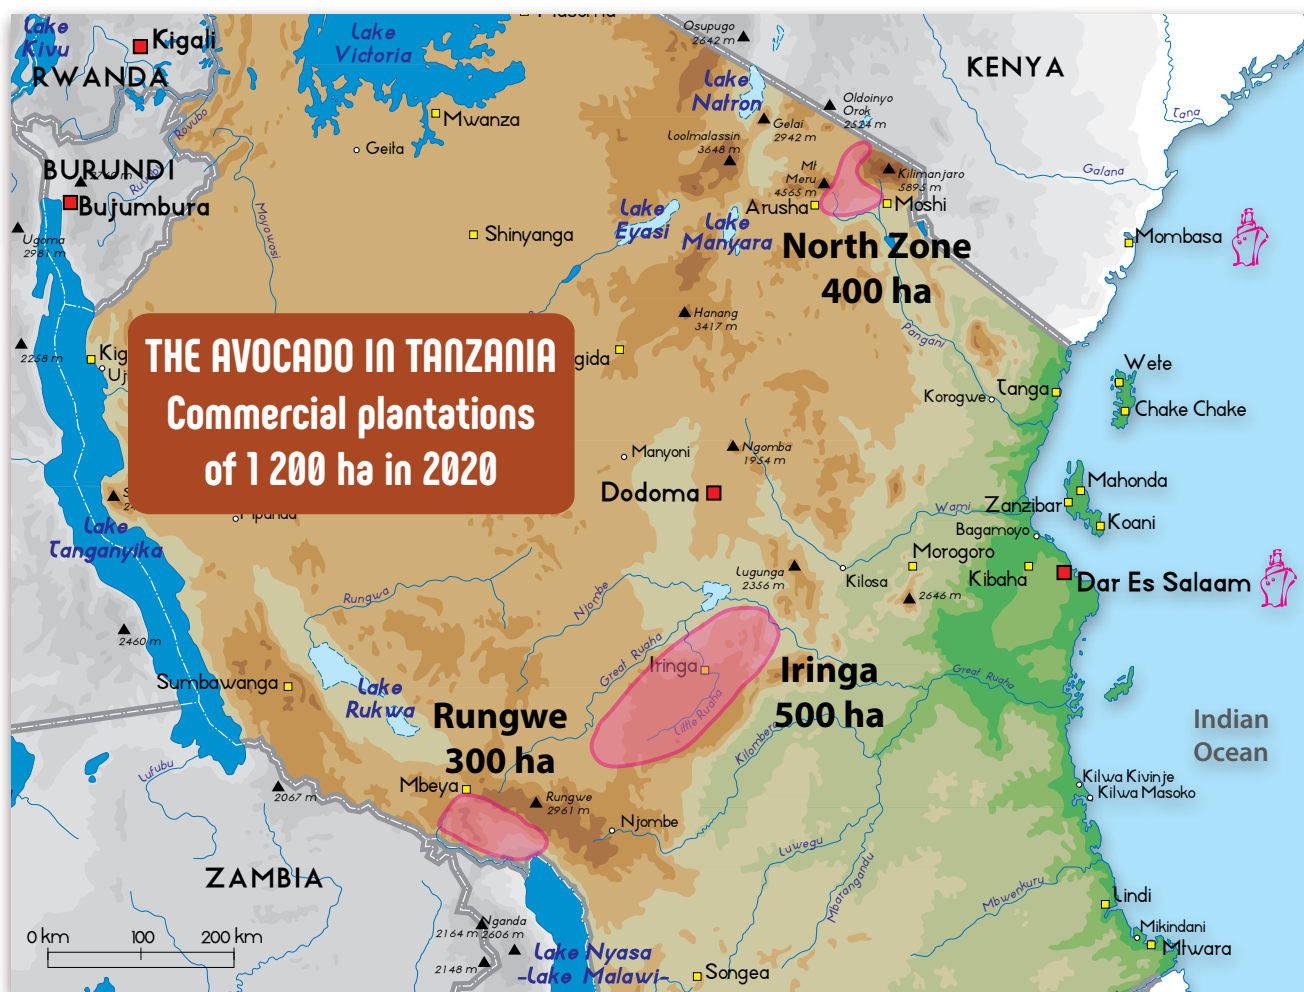 Lake
Kivu
Kigali
RWANDA
Lake
Victoria
Osupugo
2642 m
KENYA
Lake
Natron
Oldoinyo
Orok
2524 m
Tana
Ruvubo
Mwanza
Geita
Gelai
2942 m
Loolmalassin
3648 m
BURUNDI
Bujumbura
Mt
Meru
4565 m
Kilimanjaro
5895 m
Galana
Arusha
Moshi
Moyowosi
Shinyanga
Lake
Eyasi
Lake
Manyara
Ugoma
2981 m
Mombasa
North Zone
400 ha
Hanang
3417 m
Pangani
2258 m
Kig
Uj
gida
THE AVOCADO IN TANZANIA
Commercial plantations
of 1 200 ha in 2020
Wete
Chake Chake
Korogwe
Tanga
Manyoni
Ngomba
1954 m
Dodoma
Mahonda
Zanzibar
Koani
Wami
Bagamoyo
Lake
Tanganyika
Morogoro
Kilosa
Kibaha
Dar Es Salaam
Lugunga
2356 m
2646 m
Rungwa
Njombe
Great Ruaha
Iringa
Little Ruaha
Iringa
500 ha
Great Ruaha
2460 m
Sumbawanga
Lake
Rukwa
Rungwe
300 ha
Kilombero
Indian
Ocean
Lufubu
2067 m
Mbeya
Rungwe
2961 m
Njombe
Kilwa Kivinje
Kilwa Masoko
Luwegu
Mbarangandu
Mbwenkuru
ZAMBIA
Lindi
Mikindani
Mtwara
Nganda
2606 m
2164 m
2148 m
Lake Nyasa
-Lake Malawi-
Songea
0 km
100
200 km